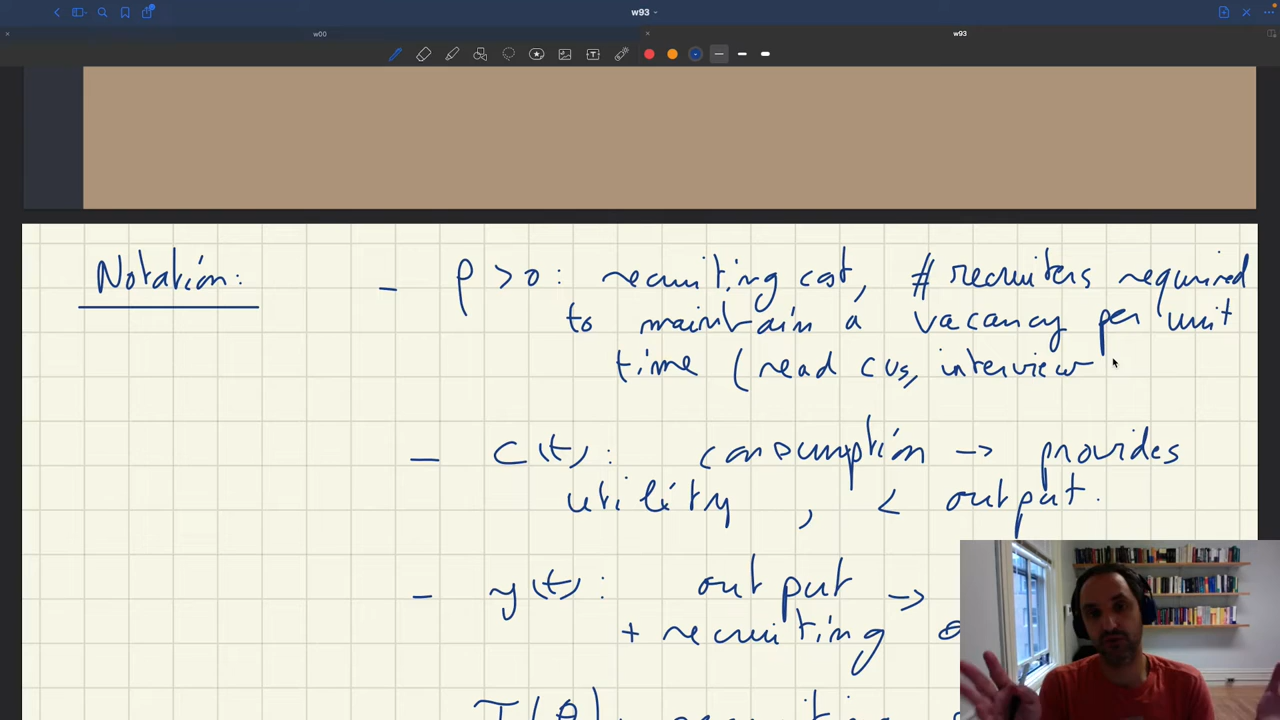 w93
w00
w93
Notation:
- ρ > 0 : recruiting cost, # recruiters required
to maintain a vacancy per unit
time (read cvs, interview
- c(t) : consumption → provides
utility, < output.
- y(t) : output →
+ recruiting
τ(θ) : recruiting